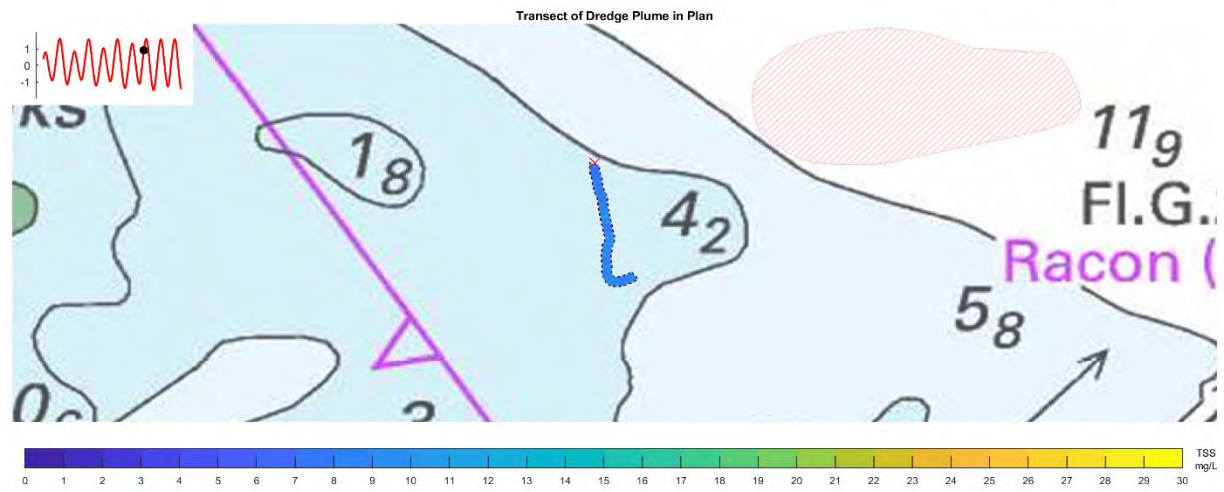 Transect of Dredge Plume in Plan
1
0
-1
ks
1₈
4₂
11₉
Fl.G.
Racon (
5₈
0 1 2 3 4 5 6 7 8 9 10 11 12 13 14 15 16 17 18 19 20 21 22 23 24 25 26 27 28 29 30
TSS
mg/L